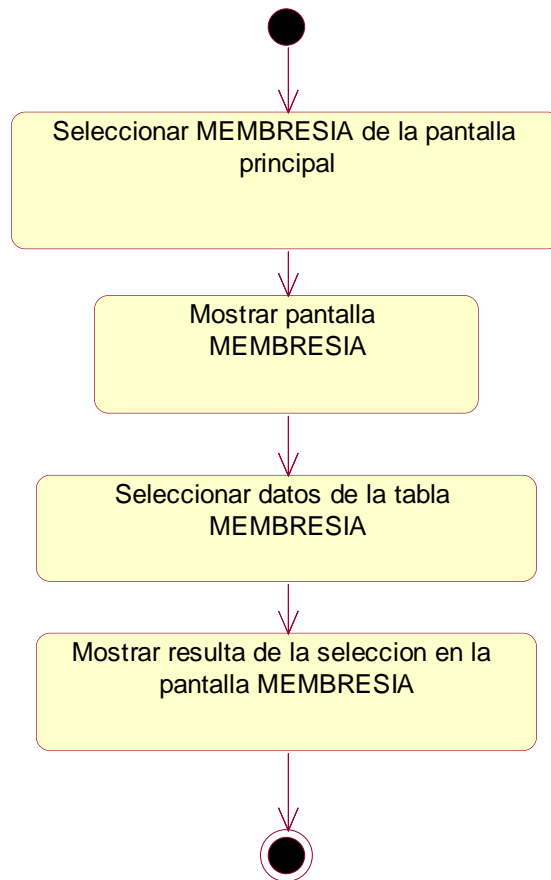 Seleccionar MEMBRESIA de la pantalla
principal
Mostrar pantalla
MEMBRESIA
Seleccionar datos de la tabla
MEMBRESIA
Mostrar resulta de la seleccion en la
pantalla MEMBRESIA